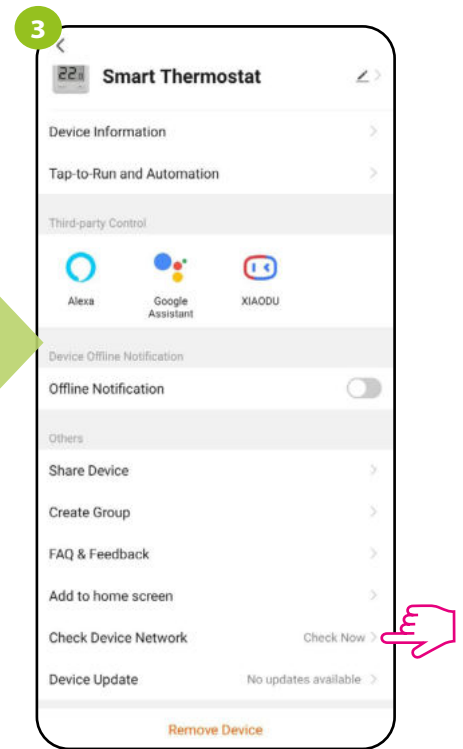 3
Smart Thermostat
Device Information
Tap-to-Run and Automation
Third-party Control
Alexa
Google
Assistant
XIAODU
Device Offline Notification
Offline Notification
Others
Share Device
Create Group
FAQ & Feedback
Add to home screen
Check Device Network Check Now
Device Update No updates available
Remove Device